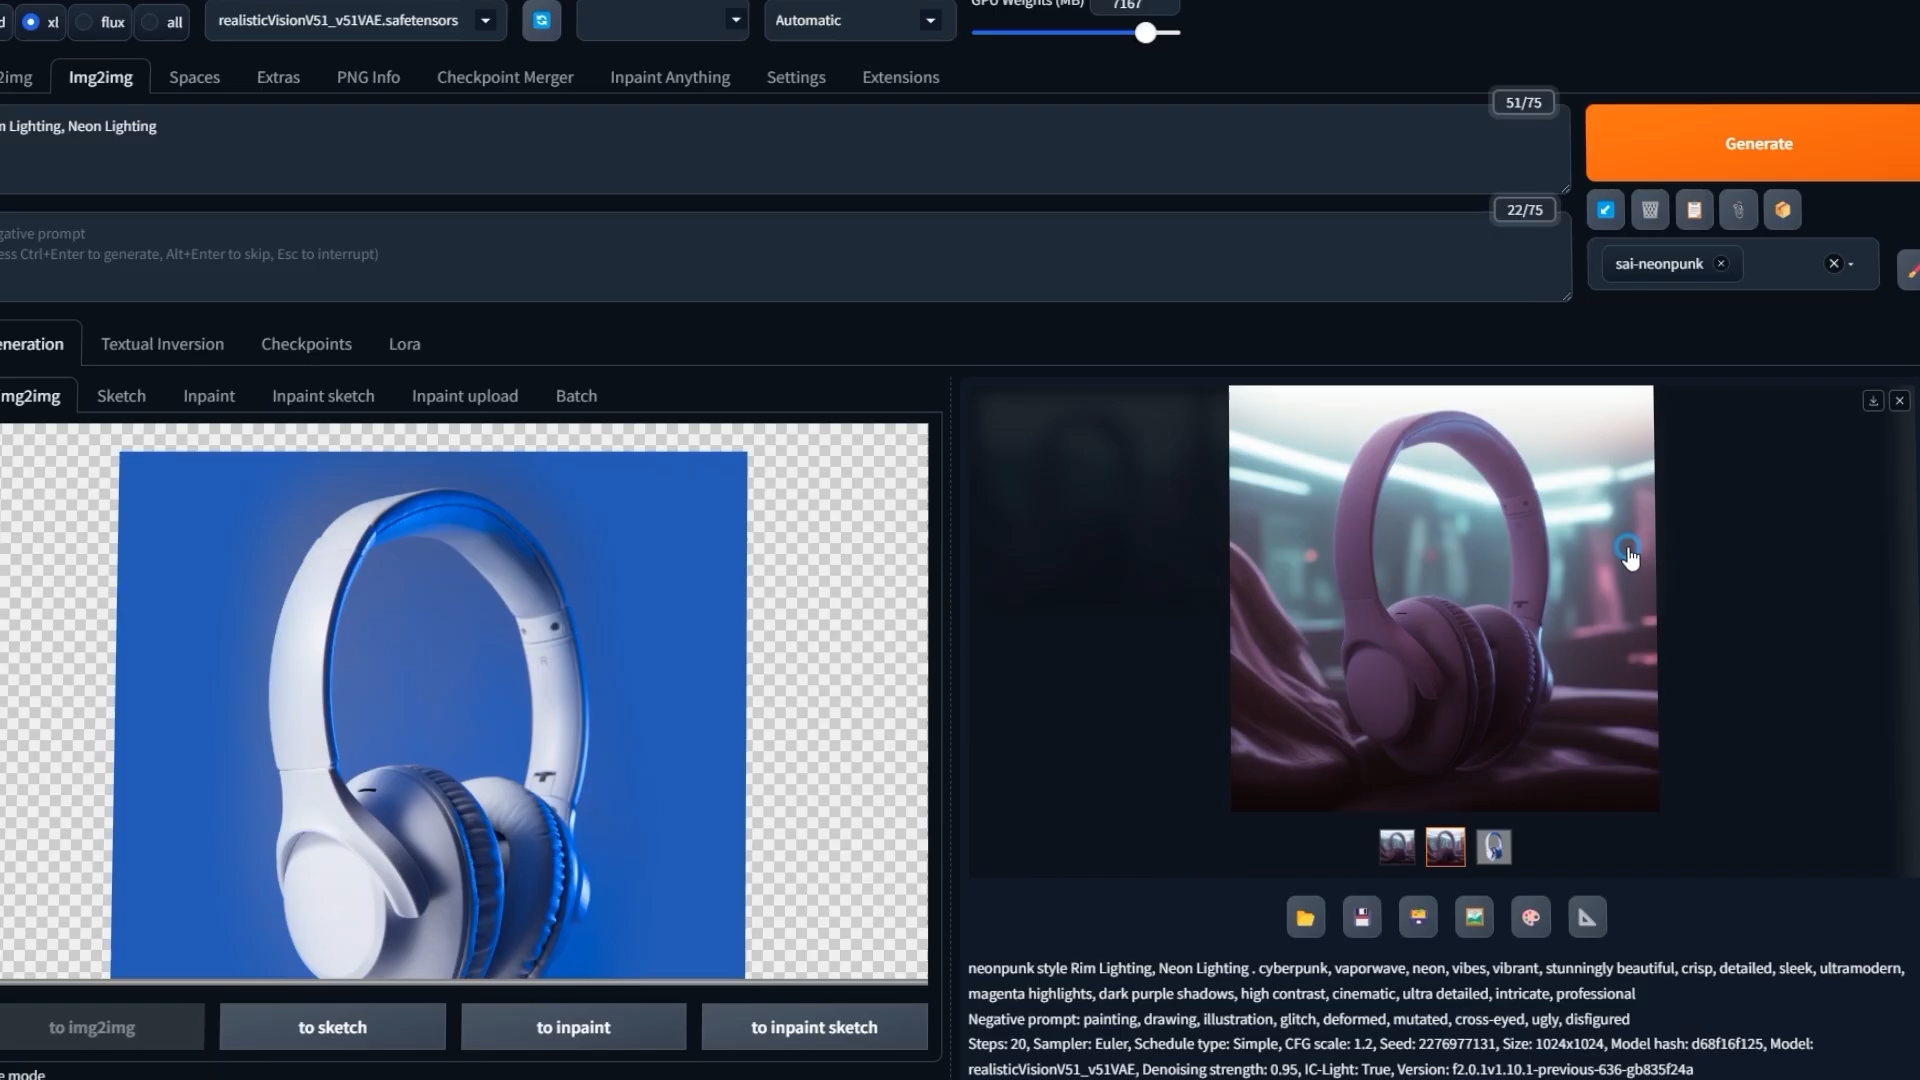 d xl flux all realisticVisionV51_v51VAE.safetensors Automatic GPU Weights (MB) 7167
2img Img2img Spaces Extras PNG Info Checkpoint Merger Inpaint Anything Settings Extensions
51/75
m Lighting, Neon Lighting
Generate
22/75
gative prompt
ess Ctrl+Enter to generate, Alt+Enter to skip, Esc to interrupt)
sai-neonpunk
eneration Textual Inversion Checkpoints Lora
mg2img Sketch Inpaint Inpaint sketch Inpaint upload Batch
R
to img2img to sketch to inpaint to inpaint sketch
e mode
neonpunk style Rim Lighting, Neon Lighting . cyberpunk, vaporwave, neon, vibes, vibrant, stunningly beautiful, crisp, detailed, sleek, ultramodern,
magenta highlights, dark purple shadows, high contrast, cinematic, ultra detailed, intricate, professional
Negative prompt: painting, drawing, illustration, glitch, deformed, mutated, cross-eyed, ugly, disfigured
Steps: 20, Sampler: Euler, Schedule type: Simple, CFG scale: 1.2, Seed: 2276977131, Size: 1024x1024, Model hash: d68f16f125, Model:
realisticVisionV51_v51VAE, Denoising strength: 0.95, IC-Light: True, Version: f2.0.1v1.10.1-previous-636-gb835f24a